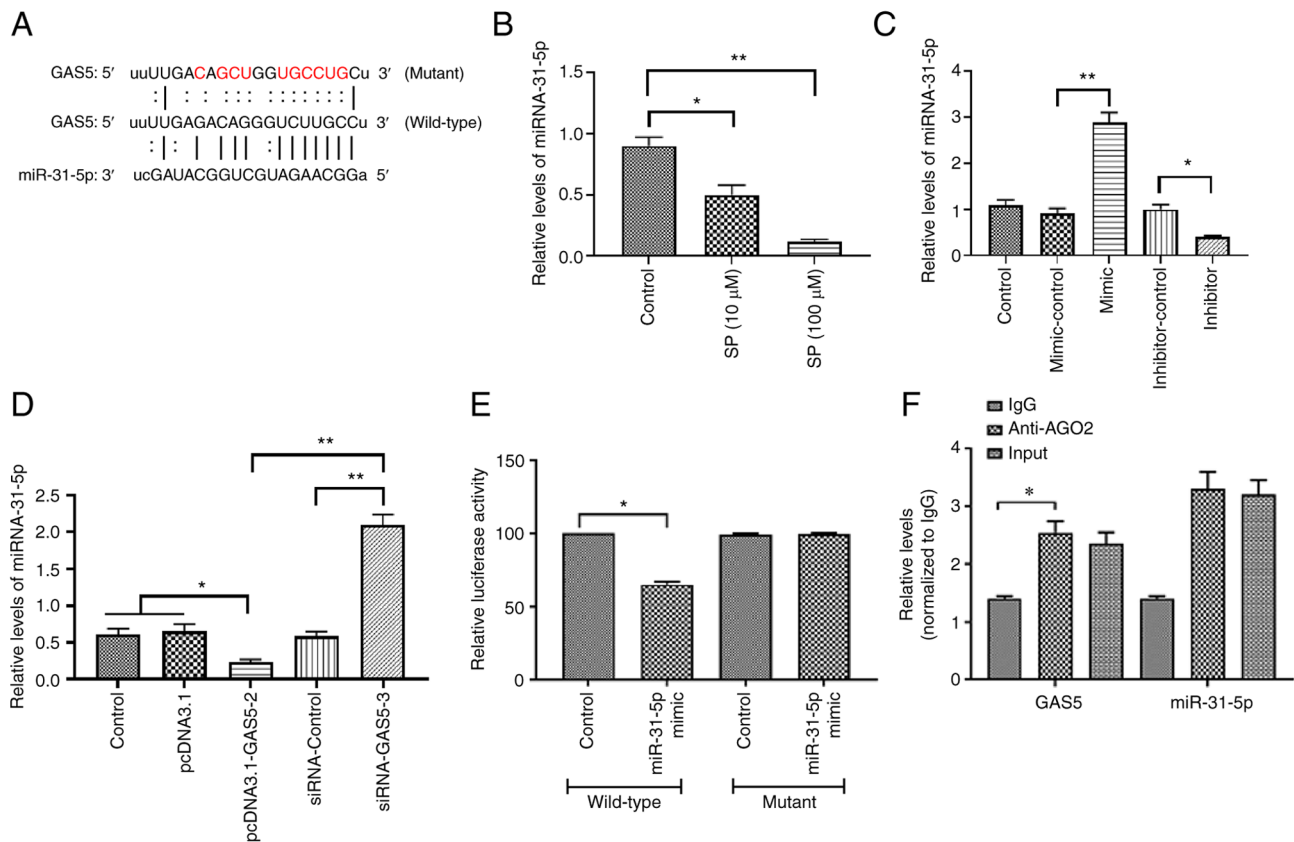 A
GAS5: 5′ uuUUGACAGCUGGUGCCUGCu 3′ (Mutant)
GAS5: 5′ uuUUGAGACAGGGUCUUGCCu 3′ (Wild-type)
miR-31-5p: 3′ ucGAUACGGUCGUAGAACGGa 5′
B
Relative levels of miRNA-31-5p
1.5
1.0
0.5
0.0
**
*
Control
SP (10 μM)
SP (100 μM)
C
Relative levels of miRNA-31-5p
4
3
2
1
0
**
*
Control
Mimic-control
Mimic
Inhibitor-control
Inhibitor
D
Relative levels of miRNA-31-5p
2.5
2.0
1.5
1.0
0.5
0.0
**
**
*
Control
pcDNA3.1
pcDNA3.1-GAS5-2
siRNA-Control
siRNA-GAS5-3
E
Relative luciferase activity
150
100
50
0
*
Control
miR-31-5p
mimic
Control
miR-31-5p
mimic
Wild-type
Mutant
F
IgG
Anti-AGO2
Input
Relative levels
(normalized to IgG)
4
3
2
1
0
*
GAS5
miR-31-5p